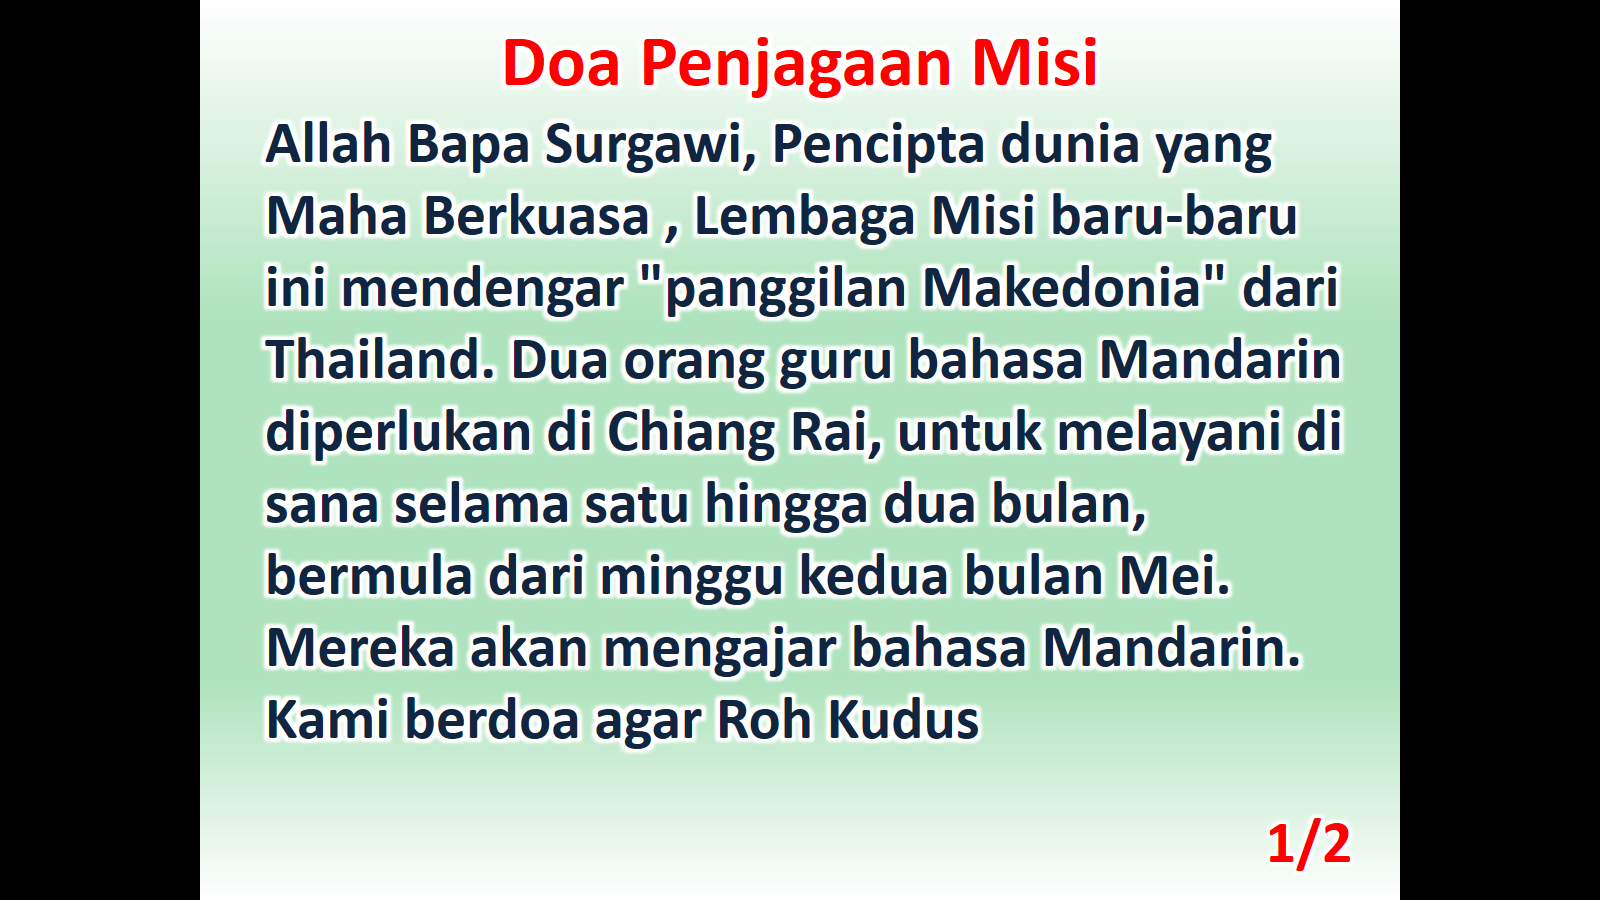 Doa Penjagaan Misi
Allah Bapa Surgawi, Pencipta dunia yang
Maha Berkuasa , Lembaga Misi baru-baru
ini mendengar "panggilan Makedonia" dari
Thailand. Dua orang guru bahasa Mandarin
diperlukan di Chiang Rai, untuk melayani di
sana selama satu hingga dua bulan,
bermula dari minggu kedua bulan Mei.
Mereka akan mengajar bahasa Mandarin.
Kami berdoa agar Roh Kudus
1/2